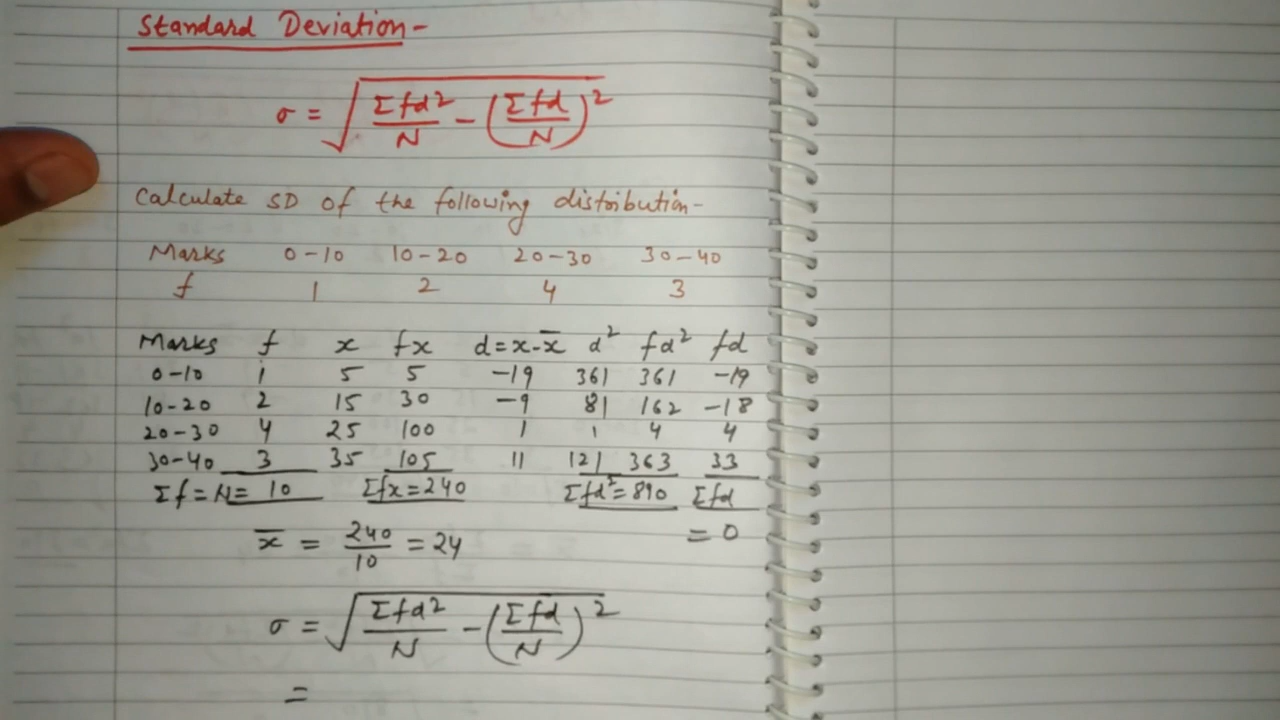 Standard Deviation-
σ = √(Σfd²/N - (Σfd/N)²)
Calculate SD of the following distribution-
Marks 0-10 10-20 20-30 30-40
f 1 2 4 3
Marks f x fx d=x-x̄ d² fd² fd
0-10 1 5 5 -19 361 361 -19
10-20 2 15 30 -9 81 162 -18
20-30 4 25 100 1 1 4 4
30-40 3 35 105 11 121 363 33
Σf=N= 10 Σfx=240 Σfd²=890 Σfd
= 0
x̄ = 240/10 = 24
σ = √(Σfd²/N - (Σfd/N)²)
=